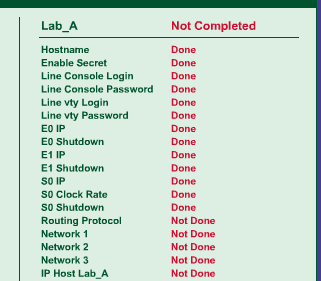 Lab_A Not Completed
Hostname Done
Enable Secret Done
Line Console Login Done
Line Console Password Done
Line vty Login Done
Line vty Password Done
E0 IP Done
E0 Shutdown Done
E1 IP Done
E1 Shutdown Done
S0 IP Done
S0 Clock Rate Done
S0 Shutdown Done
Routing Protocol Not Done
Network 1 Not Done
Network 2 Not Done
Network 3 Not Done
IP Host Lab_A Not Done